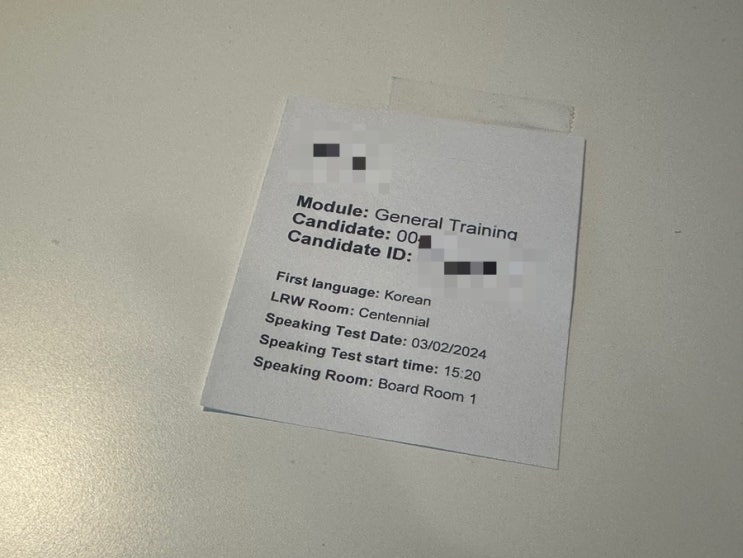 Module: General Training
Candidate: 00
Candidate ID:
First language: Korean
LRW Room: Centennial
Speaking Test Date: 03/02/2024
Speaking Test start time: 15:20
Speaking Room: Board Room 1